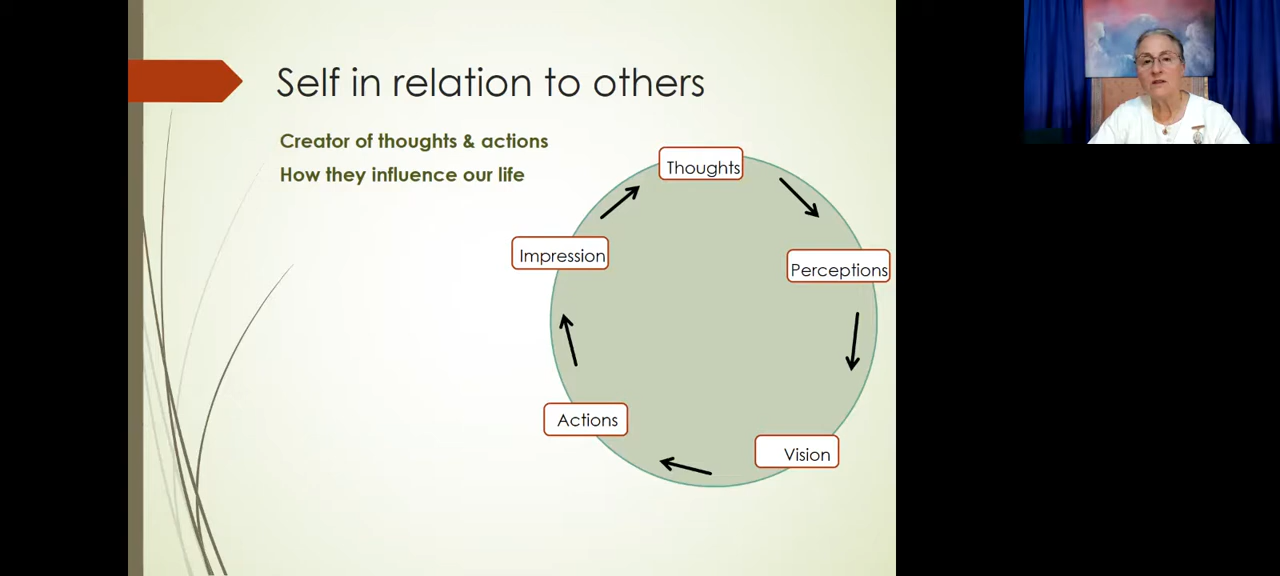 Self in relation to others
Creator of thoughts & actions
How they influence our life
Thoughts
Perceptions
Vision
Actions
Impression